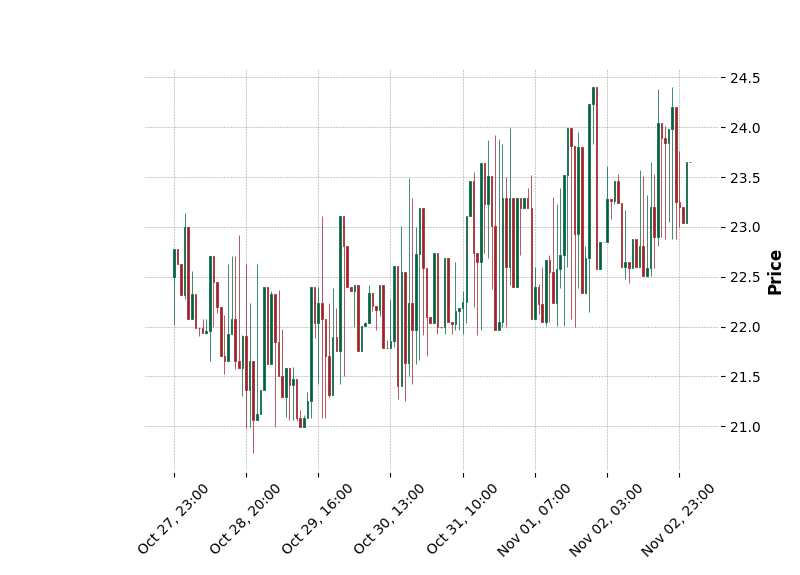 24.5
24.0
23.5
23.0
22.5
22.0
21.5
21.0
Price
Oct 27, 23:00
Oct 28, 20:00
Oct 29, 16:00
Oct 30, 13:00
Oct 31, 10:00
Nov 01, 07:00
Nov 02, 03:00
Nov 02, 23:00